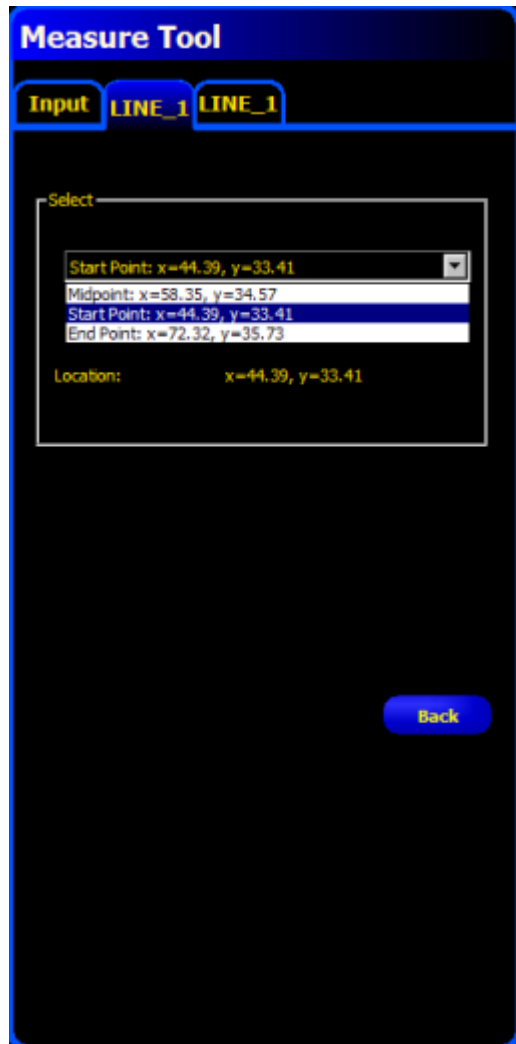 Measure Tool
Input LINE_1 LINE_1
Select
Start Point: x=44.39, y=33.41
Midpoint: x=58.35, y=34.57
Start Point: x=44.39, y=33.41
End Point: x=72.32, y=35.73
Location: x=44.39, y=33.41
Back